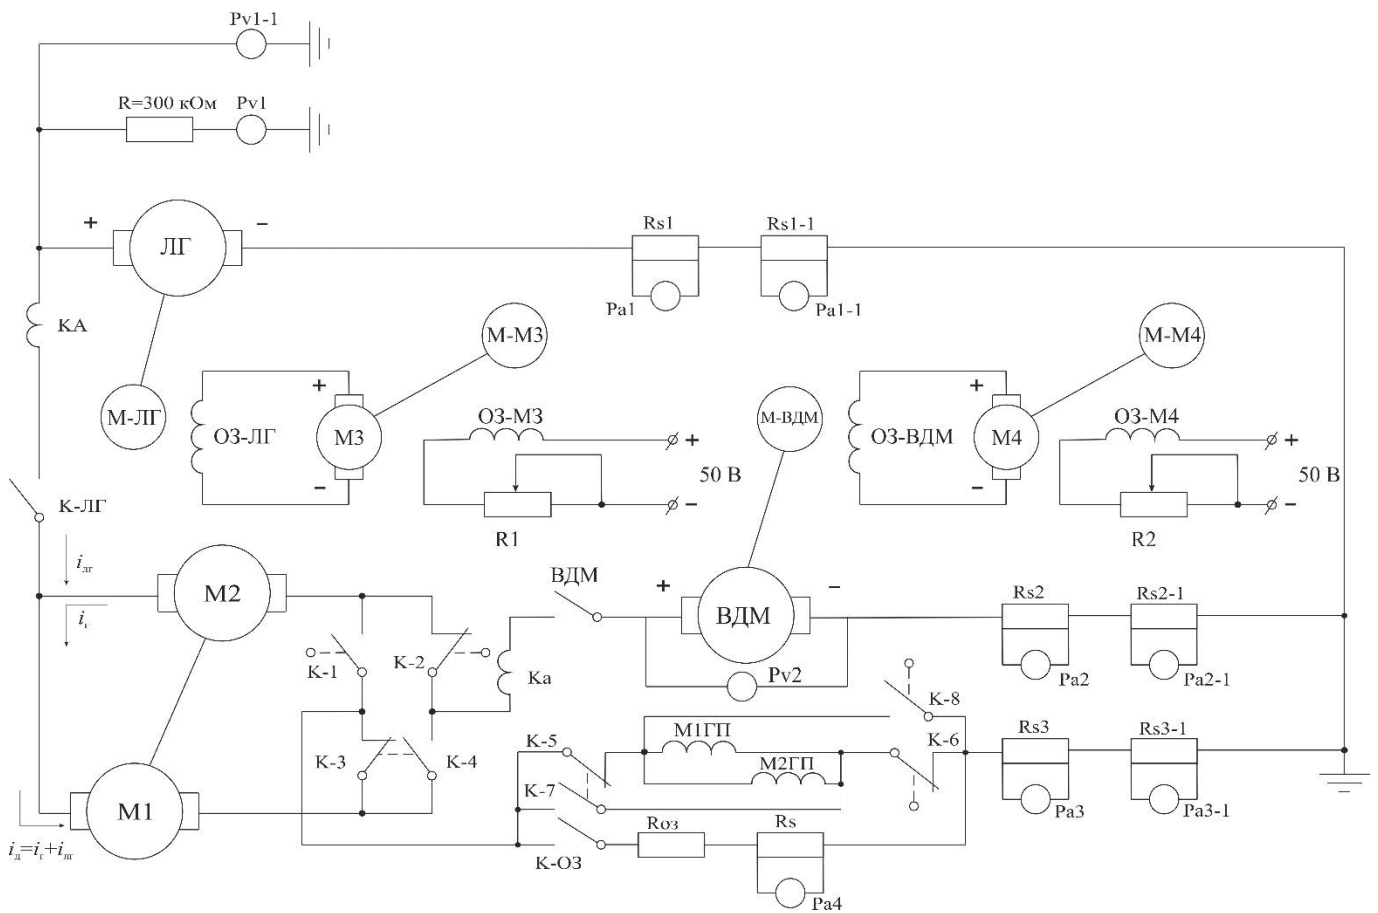 Pv1-1
R=300 кОм
Pv1
+
ЛГ
−
Rs1
Rs1-1
Pa1
Pa1-1
КА
М-ЛГ
ОЗ-ЛГ
+
М3
−
М-М3
ОЗ-М3
+
50 В
−
R1
М-ВДМ
ОЗ-ВДМ
+
М4
−
М-М4
ОЗ-М4
+
50 В
−
R2
К-ЛГ
iлг
iг
М2
ВДМ
+
ВДМ
−
Rs2
Rs2-1
Pa2
Pa2-1
К-1
К-2
Ка
Pv2
К-8
К-3
К-4
К-5
М1ГП
М2ГП
К-6
Rs3
Rs3-1
Pa3
Pa3-1
К-7
М1
iд=iг+iлг
К-ОЗ
Rоз
Rs
Pa4